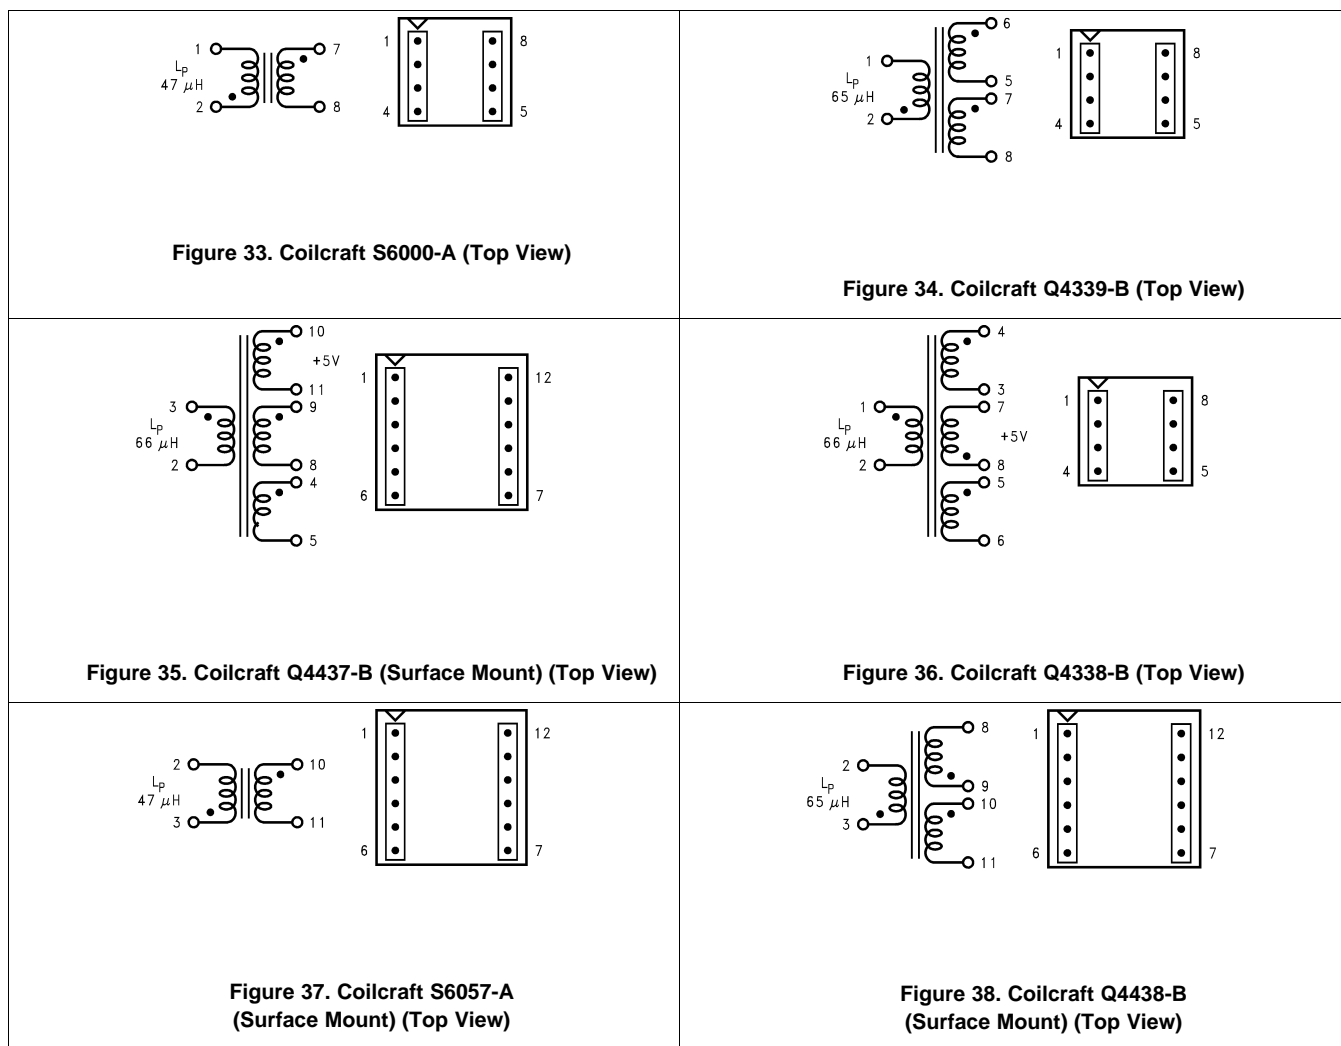 1 7
L_P
47 μH
2 8
1 8
4 5
Figure 33. Coilcraft S6000-A (Top View)
6
1
L_P
65 μH
5
7
2
8
1 8
4 5
Figure 34. Coilcraft Q4339-B (Top View)
10
+5V
11
3 9
L_P
66 μH
2 8
4
5
1 12
6 7
Figure 35. Coilcraft Q4437-B (Surface Mount) (Top View)
4
3
1 7
L_P
66 μH
+5V
2 8
5
6
1 8
4 5
Figure 36. Coilcraft Q4338-B (Top View)
2 10
L_P
47 μH
3 11
1 12
6 7
Figure 37. Coilcraft S6057-A
(Surface Mount) (Top View)
8
2
L_P
65 μH
9
10
3
11
1 12
6 7
Figure 38. Coilcraft Q4438-B
(Surface Mount) (Top View)